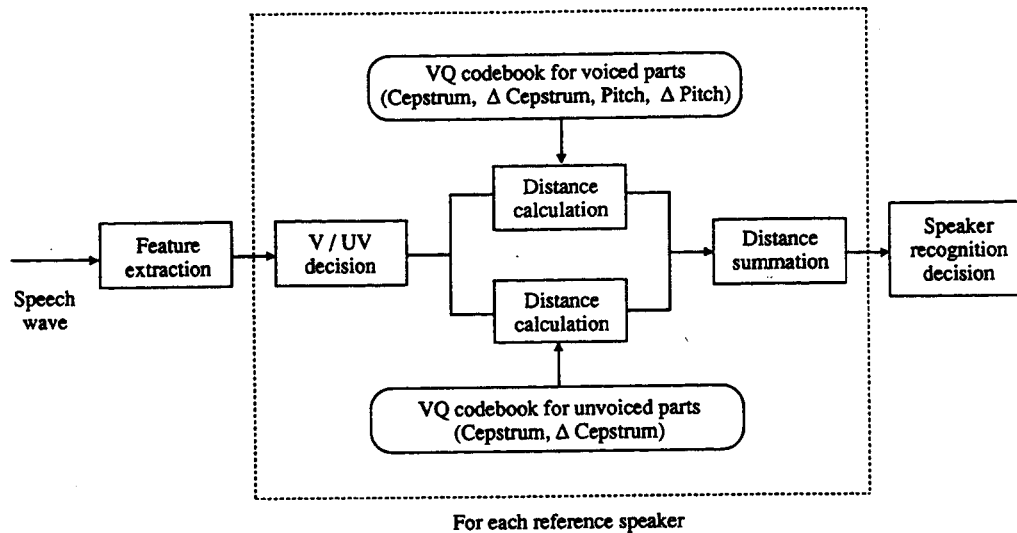 VQ codebook for voiced parts
(Cepstrum, Δ Cepstrum, Pitch, Δ Pitch)
Distance
calculation
Speech
wave
Feature
extraction
V / UV
decision
Distance
summation
Speaker
recognition
decision
Distance
calculation
VQ codebook for unvoiced parts
(Cepstrum, Δ Cepstrum)
For each reference speaker